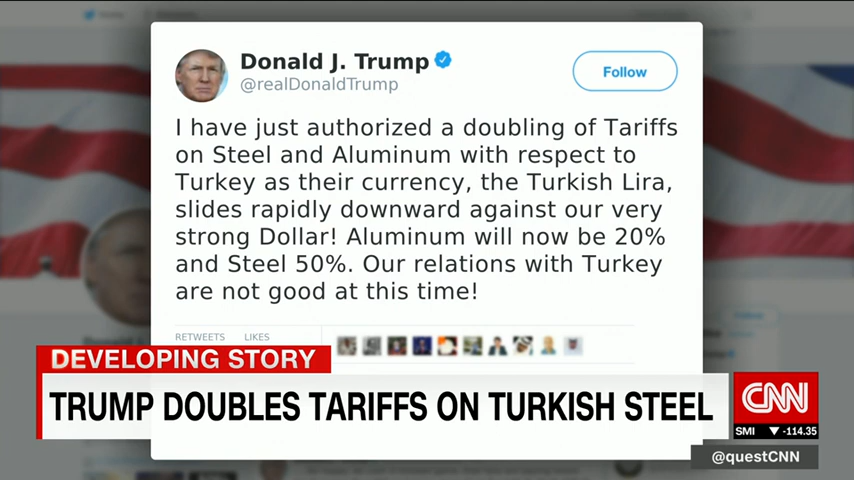 Donald J. Trump
@realDonaldTrump
Follow
I have just authorized a doubling of Tariffs
on Steel and Aluminum with respect to
Turkey as their currency, the Turkish Lira,
slides rapidly downward against our very
strong Dollar! Aluminum will now be 20%
and Steel 50%. Our relations with Turkey
are not good at this time!
RETWEETS LIKES
DEVELOPING STORY
TRUMP DOUBLES TARIFFS ON TURKISH STEEL
CNN
SMI ▼ -114.35
@questCNN